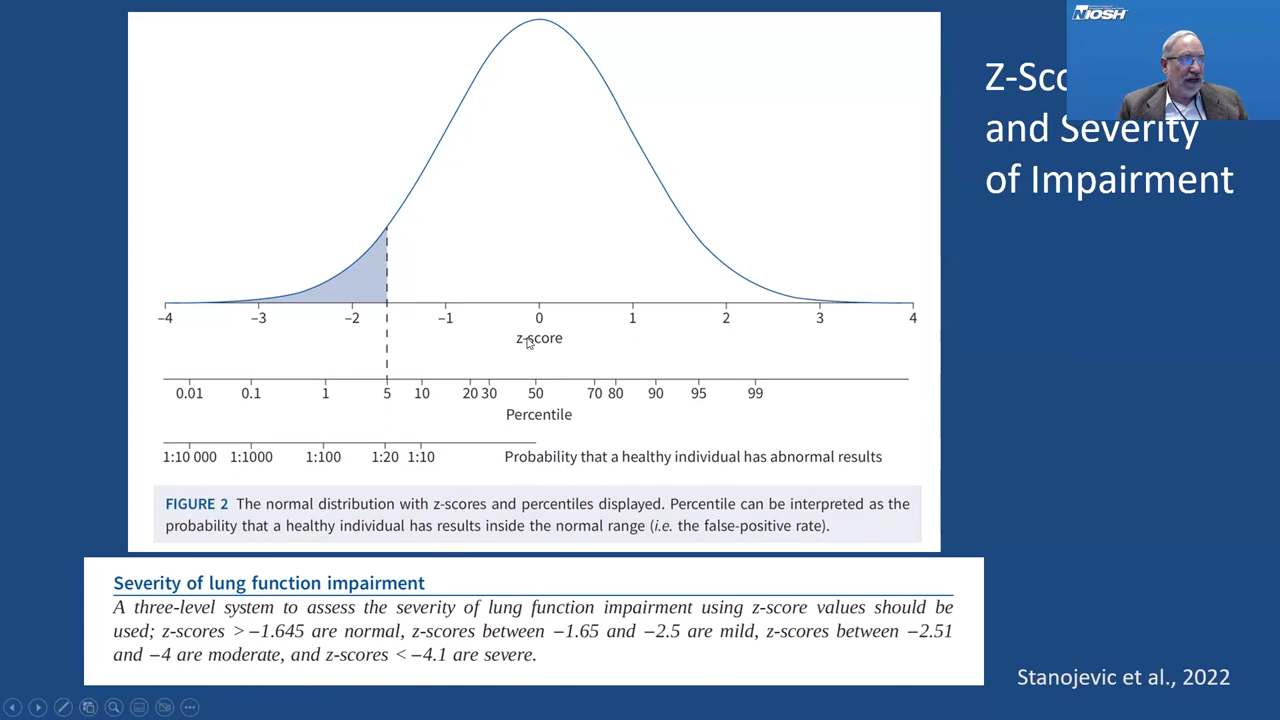 NIOSH
Z-Sco
and Severity
of Impairment
–4 –3 –2 –1 0 1 2 3 4
z-score
0.01 0.1 1 5 10 20 30 50 70 80 90 95 99
Percentile
1:10 000 1:1000 1:100 1:20 1:10 Probability that a healthy individual has abnormal results
FIGURE 2 The normal distribution with z-scores and percentiles displayed. Percentile can be interpreted as the
probability that a healthy individual has results inside the normal range (i.e. the false-positive rate).
Severity of lung function impairment
A three-level system to assess the severity of lung function impairment using z-score values should be
used; z-scores >−1.645 are normal, z-scores between −1.65 and −2.5 are mild, z-scores between −2.51
and −4 are moderate, and z-scores <−4.1 are severe.
Stanojevic et al., 2022